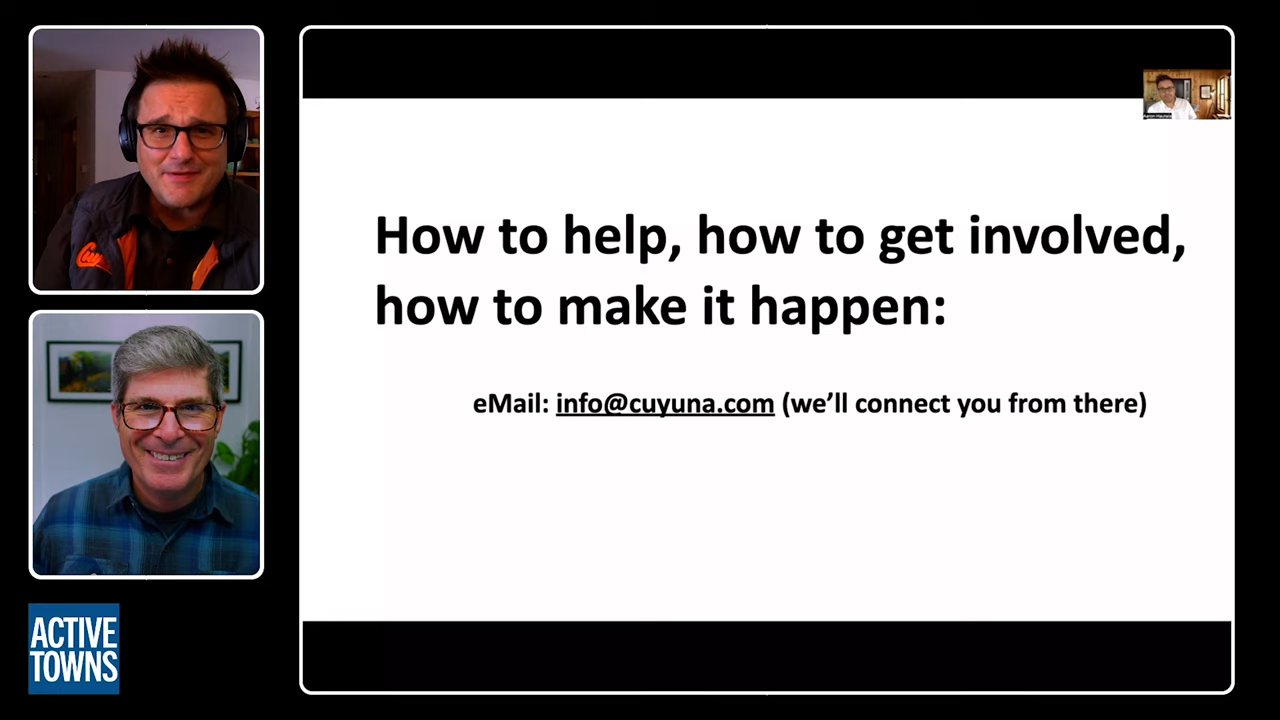 How to help, how to get involved,
how to make it happen:
eMail: info@cuyuna.com (we’ll connect you from there)
ACTIVE
TOWNS